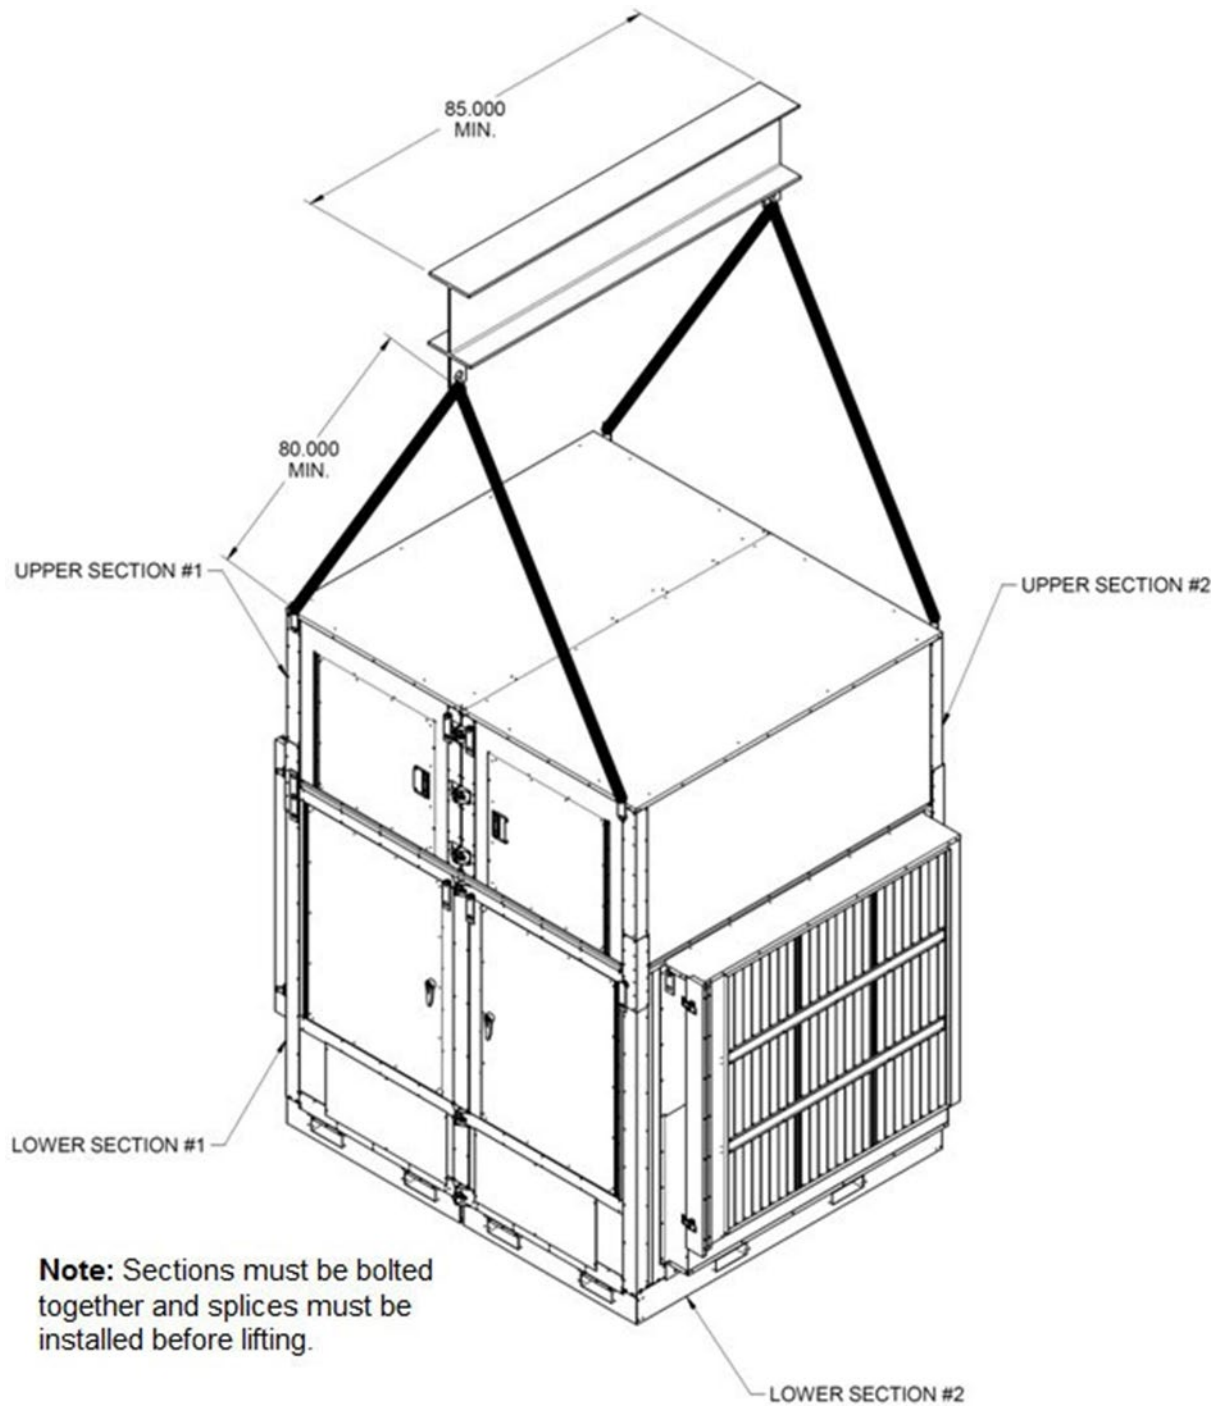 85.000
MIN.
80.000
MIN.
UPPER SECTION #1
UPPER SECTION #2
LOWER SECTION #1
Note: Sections must be bolted
together and splices must be
installed before lifting.
LOWER SECTION #2